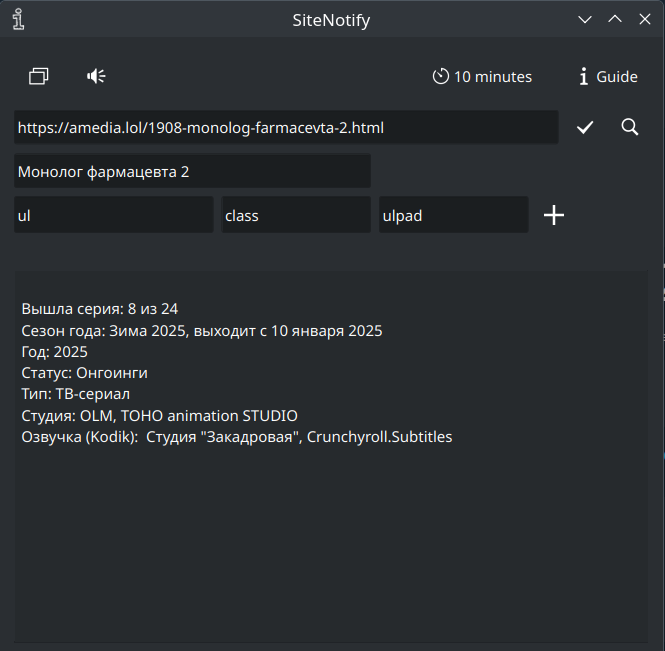 SiteNotify
10 minutes
Guide
https://amedia.lol/1908-monolog-farmacevta-2.html
Монолог фармацевта 2
ul
class
ulpad
Вышла серия: 8 из 24
Сезон года: Зима 2025, выходит с 10 января 2025
Год: 2025
Статус: Онгоинги
Тип: ТВ-сериал
Студия: OLM, TOHO animation STUDIO
Озвучка (Kodik):  Студия "Закадровая", Crunchyroll.Subtitles